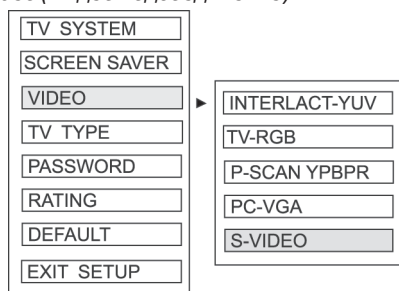 TV SYSTEM
SCREEN SAVER
VIDEO
TV TYPE
PASSWORD
RATING
DEFAULT
EXIT SETUP
INTERLACT-YUV
TV-RGB
P-SCAN YPBPR
PC-VGA
S-VIDEO